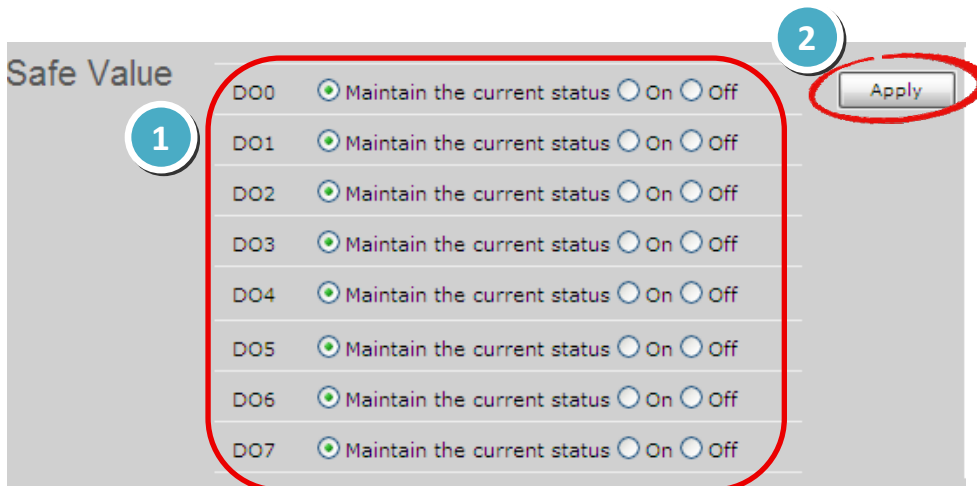 2
Safe Value
Apply
1
DO0 Maintain the current status On Off
DO1 Maintain the current status On Off
DO2 Maintain the current status On Off
DO3 Maintain the current status On Off
DO4 Maintain the current status On Off
DO5 Maintain the current status On Off
DO6 Maintain the current status On Off
DO7 Maintain the current status On Off